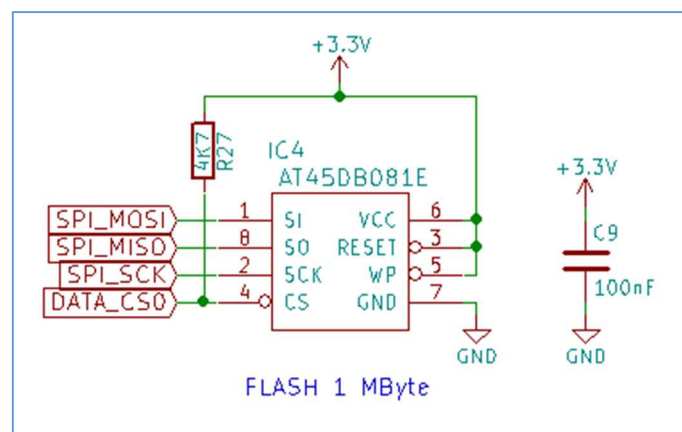 +3.3V
4K7
R27
IC4
AT45DB081E
SPI_MOSI 1 SI VCC 6
SPI_MISO 8 SO RESET 3
SPI_SCK 2 SCK WP 5
DATA_CS0 4 CS GND 7
GND
+3.3V
C9
100nF
GND
FLASH 1 MByte